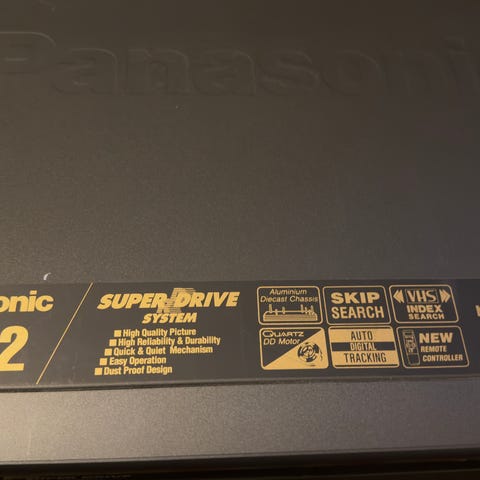 Panasonic
onic
2
SUPER DRIVE
SYSTEM
High Quality Picture
High Reliability & Durability
Quick & Quiet Mechanism
Easy Operation
Dust Proof Design
Aluminium
Diecast Chassis
SKIP
SEARCH
VHS
INDEX
SEARCH
QUARTZ
DD Motor
AUTO
DIGITAL
TRACKING
NEW
REMOTE
CONTROLLER